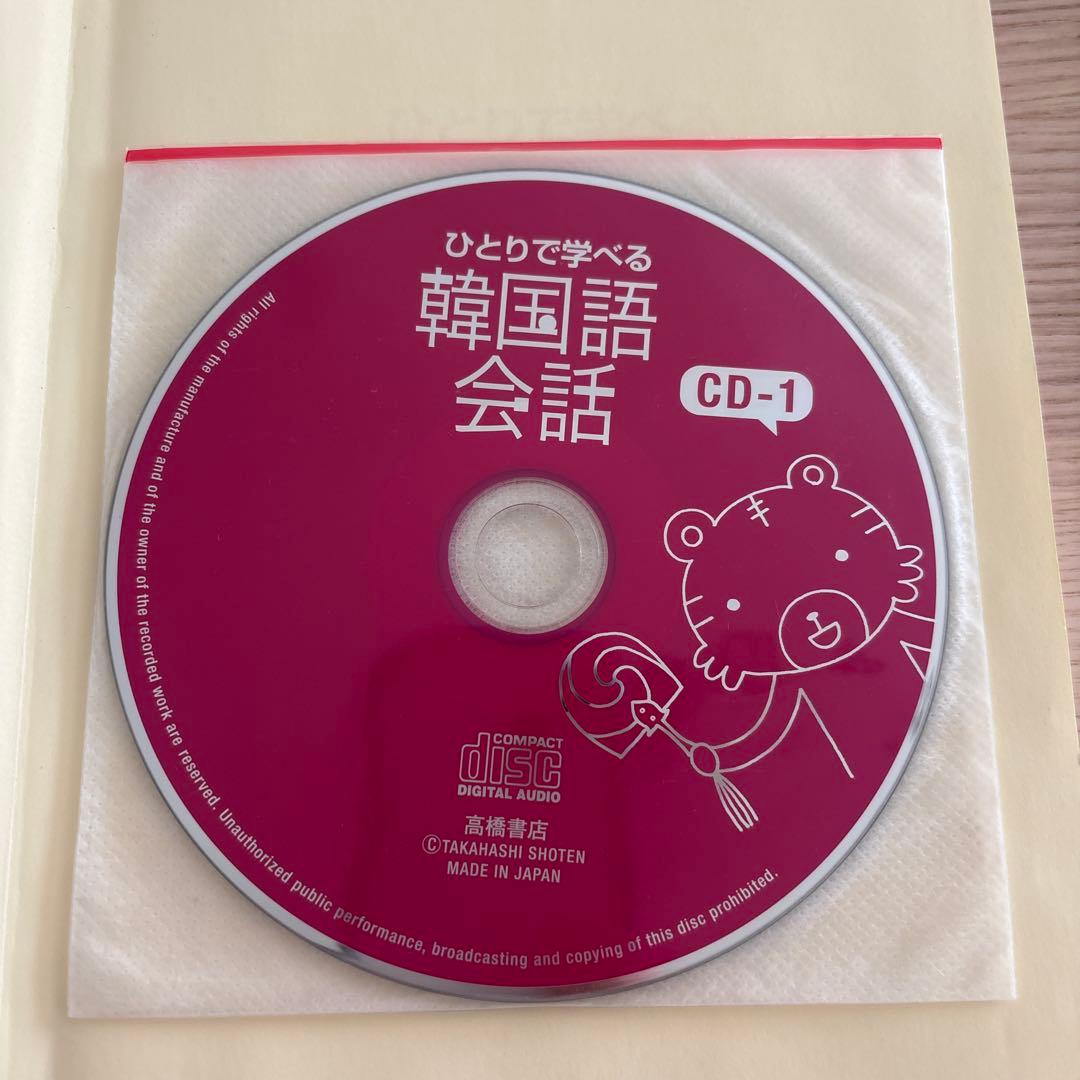 ひとりで学べる
韓国語
会話
CD-1
COMPACT
disc
DIGITAL AUDIO
高橋書店
©TAKAHASHI SHOTEN
MADE IN JAPAN
All rights of the manufacture and of the owner of the recorded work are reserved. Unauthorized public performance, broadcasting and copying of this disc prohibited.